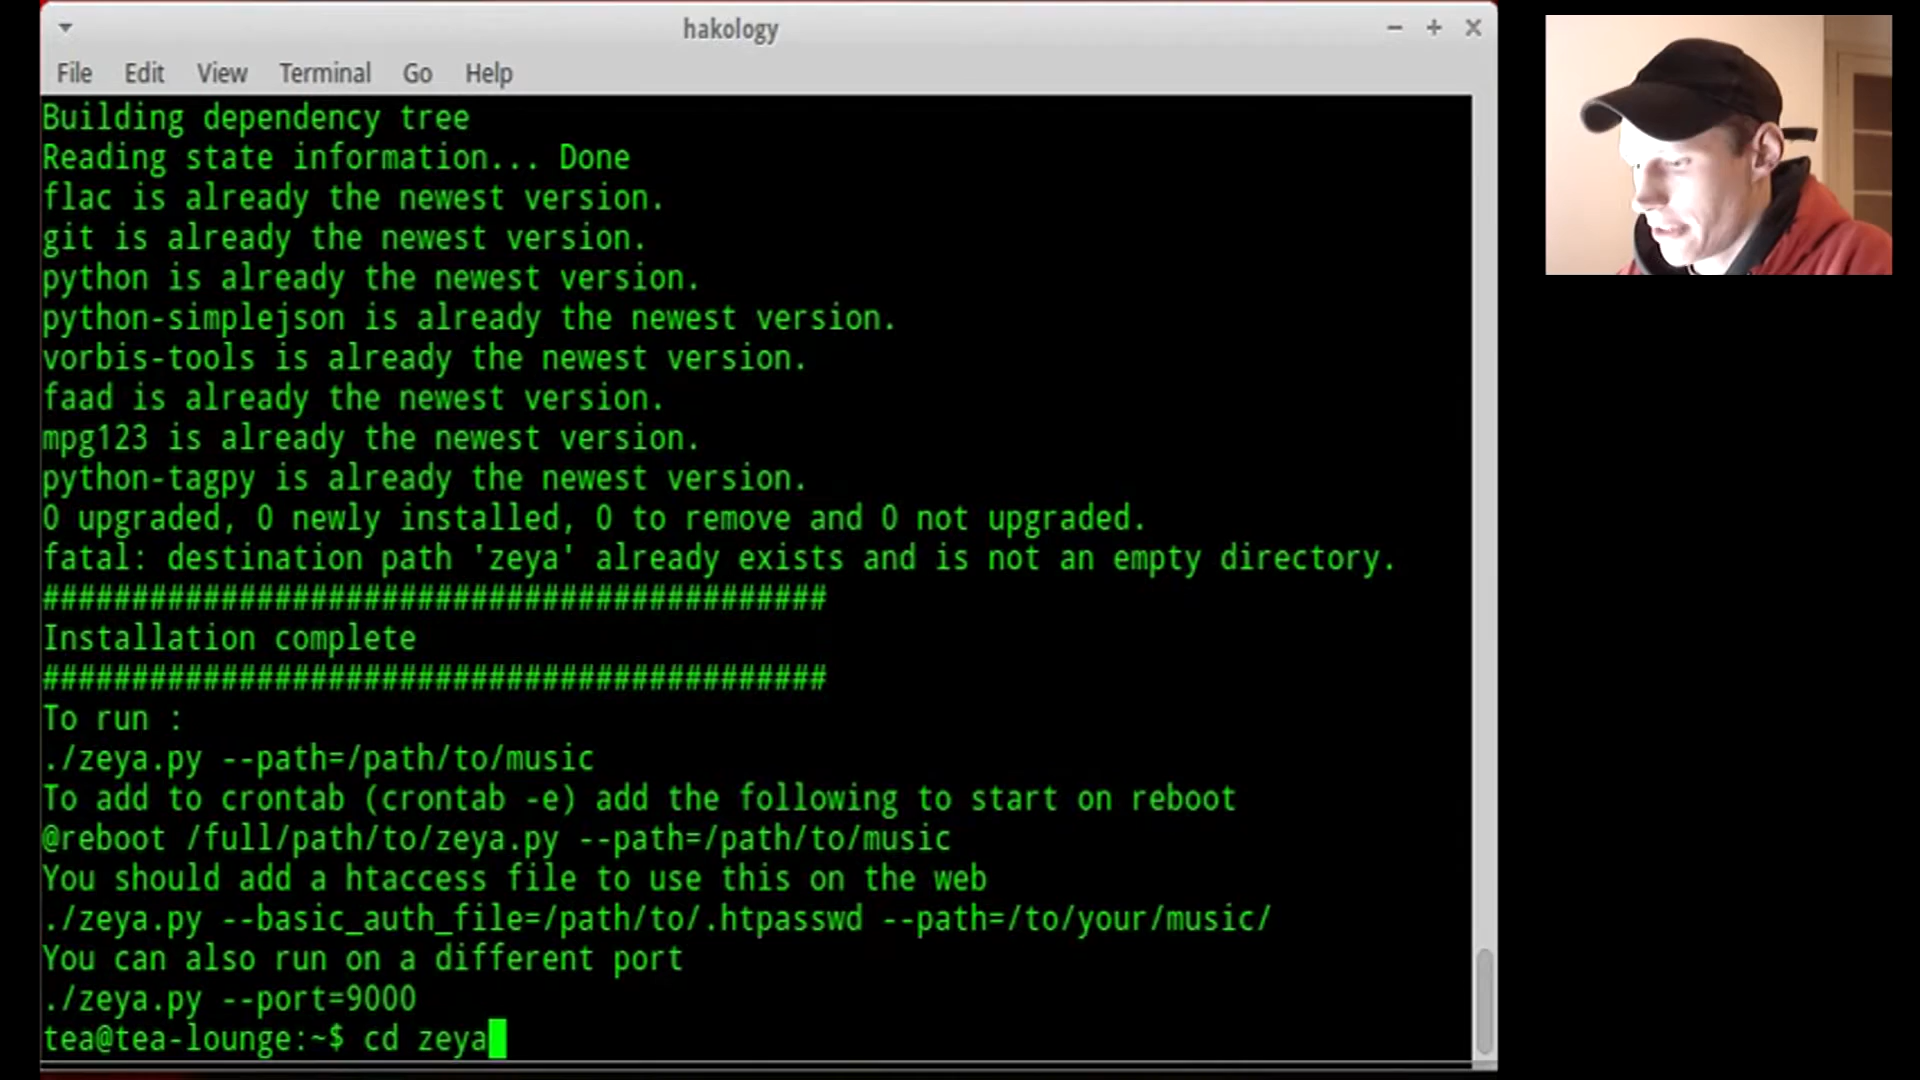 hakology
File Edit View Terminal Go Help
Building dependency tree
Reading state information... Done
flac is already the newest version.
git is already the newest version.
python is already the newest version.
python-simplejson is already the newest version.
vorbis-tools is already the newest version.
faad is already the newest version.
mpg123 is already the newest version.
python-tagpy is already the newest version.
0 upgraded, 0 newly installed, 0 to remove and 0 not upgraded.
fatal: destination path 'zeya' already exists and is not an empty directory.
############################################
Installation complete
############################################
To run :
./zeya.py --path=/path/to/music
To add to crontab (crontab -e) add the following to start on reboot
@reboot /full/path/to/zeya.py --path=/path/to/music
You should add a htaccess file to use this on the web
./zeya.py --basic_auth_file=/path/to/.htpasswd --path=/to/your/music/
You can also run on a different port
./zeya.py --port=9000
tea@tea-lounge:~$ cd zeya